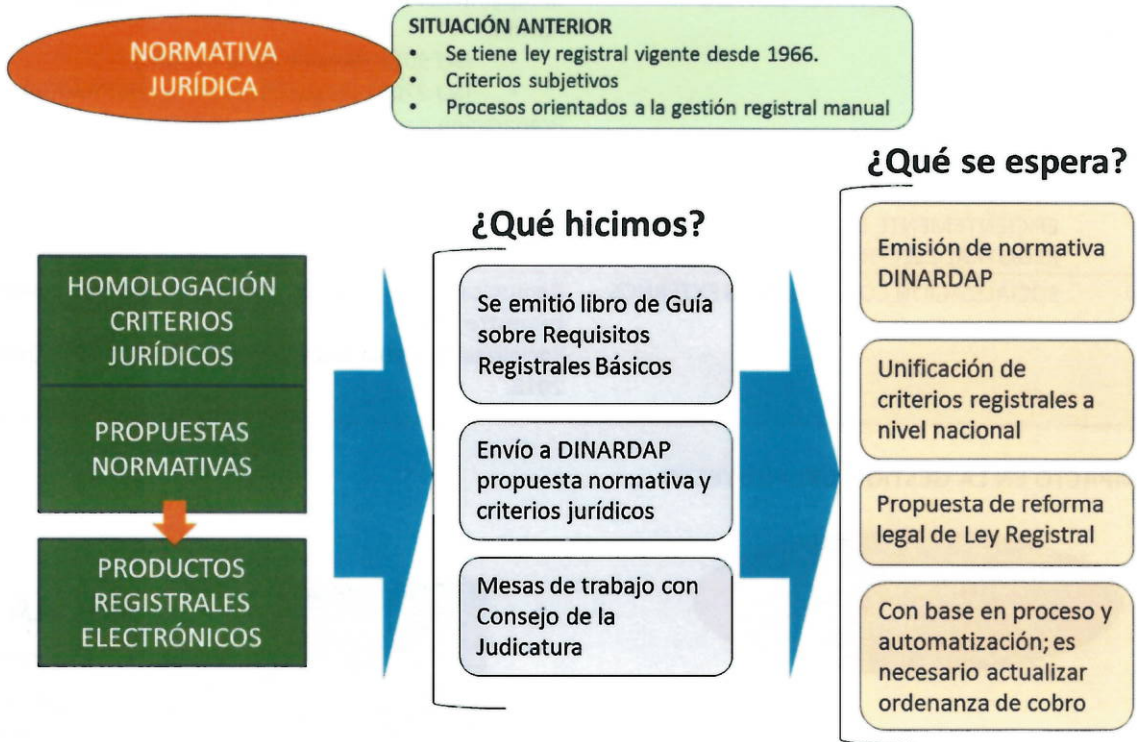 NORMATIVA
JURÍDICA
SITUACIÓN ANTERIOR
• Se tiene ley registral vigente desde 1966.
• Criterios subjetivos
• Procesos orientados a la gestión registral manual
HOMOLOGACIÓN
CRITERIOS
JURÍDICOS
PROPUESTAS
NORMATIVAS
PRODUCTOS
REGISTRALES
ELECTRÓNICOS
¿Qué hicimos?
Se emitió libro de Guía
sobre Requisitos
Registrales Básicos
Envío a DINARDAP
propuesta normativa y
criterios jurídicos
Mesas de trabajo con
Consejo de la
Judicatura
¿Qué se espera?
Emisión de normativa
DINARDAP
Unificación de
criterios registrales a
nivel nacional
Propuesta de reforma
legal de Ley Registral
Con base en proceso y
automatización; es
necesario actualizar
ordenanza de cobro